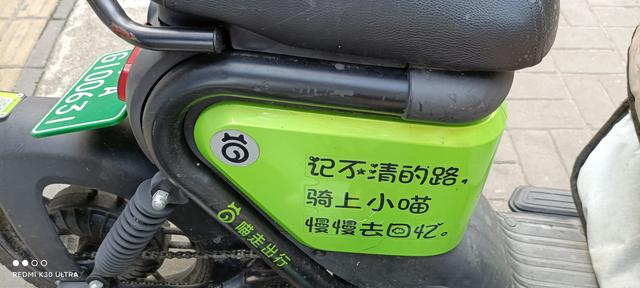 A
G100631
记不清的路，
骑上小喵
慢慢去回忆。
喵走出行
REDMI K30 ULTRA